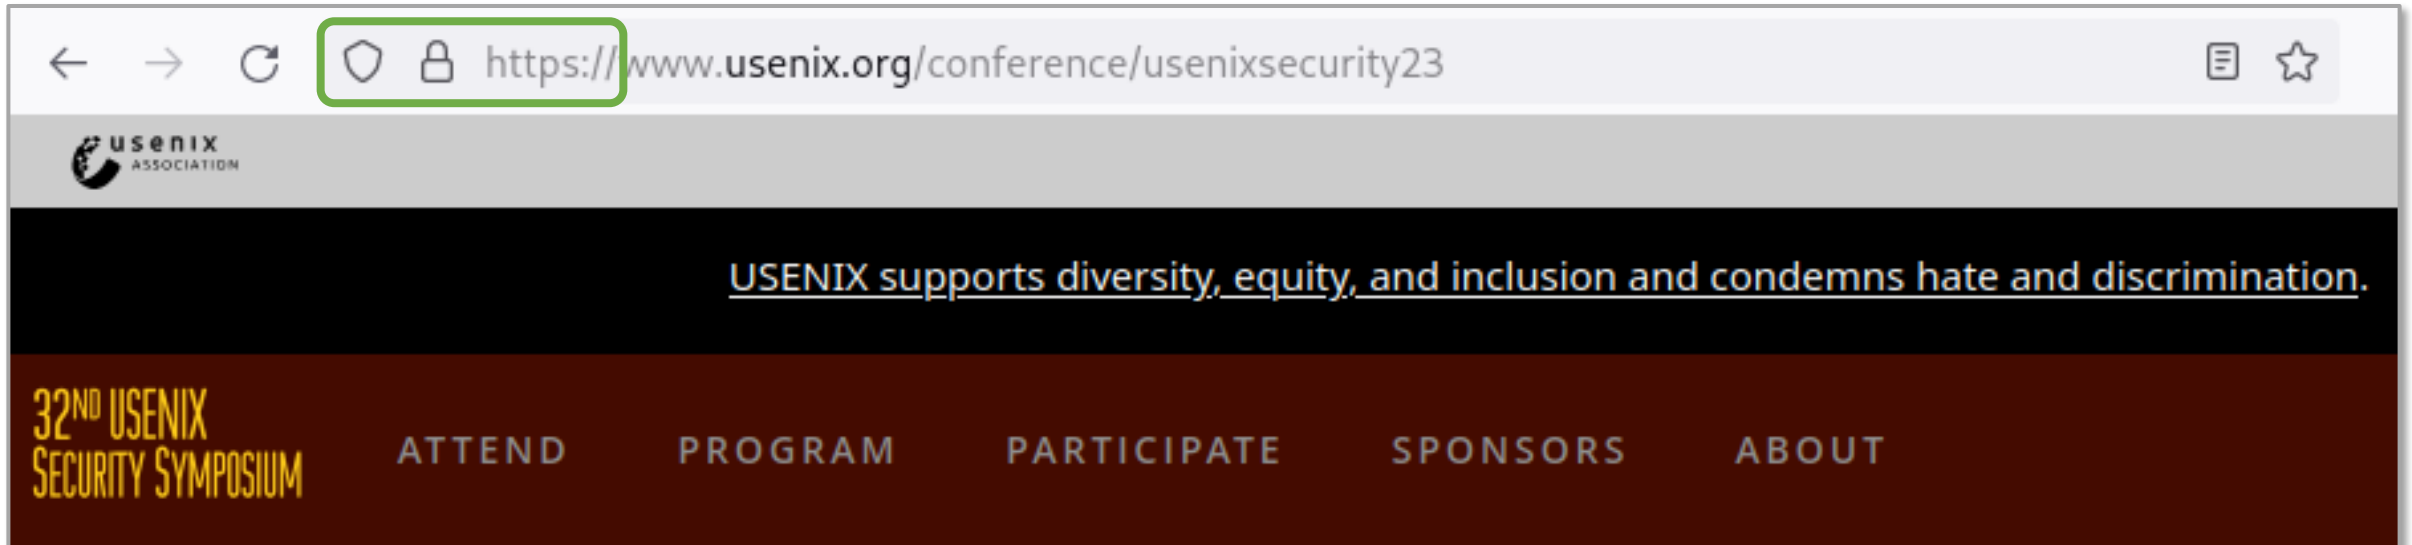 https://www.usenix.org/conference/usenixsecurity23
usenix
ASSOCIATION
USENIX supports diversity, equity, and inclusion and condemns hate and discrimination.
32ND USENIX
SECURITY SYMPOSIUM
ATTEND PROGRAM PARTICIPATE SPONSORS ABOUT